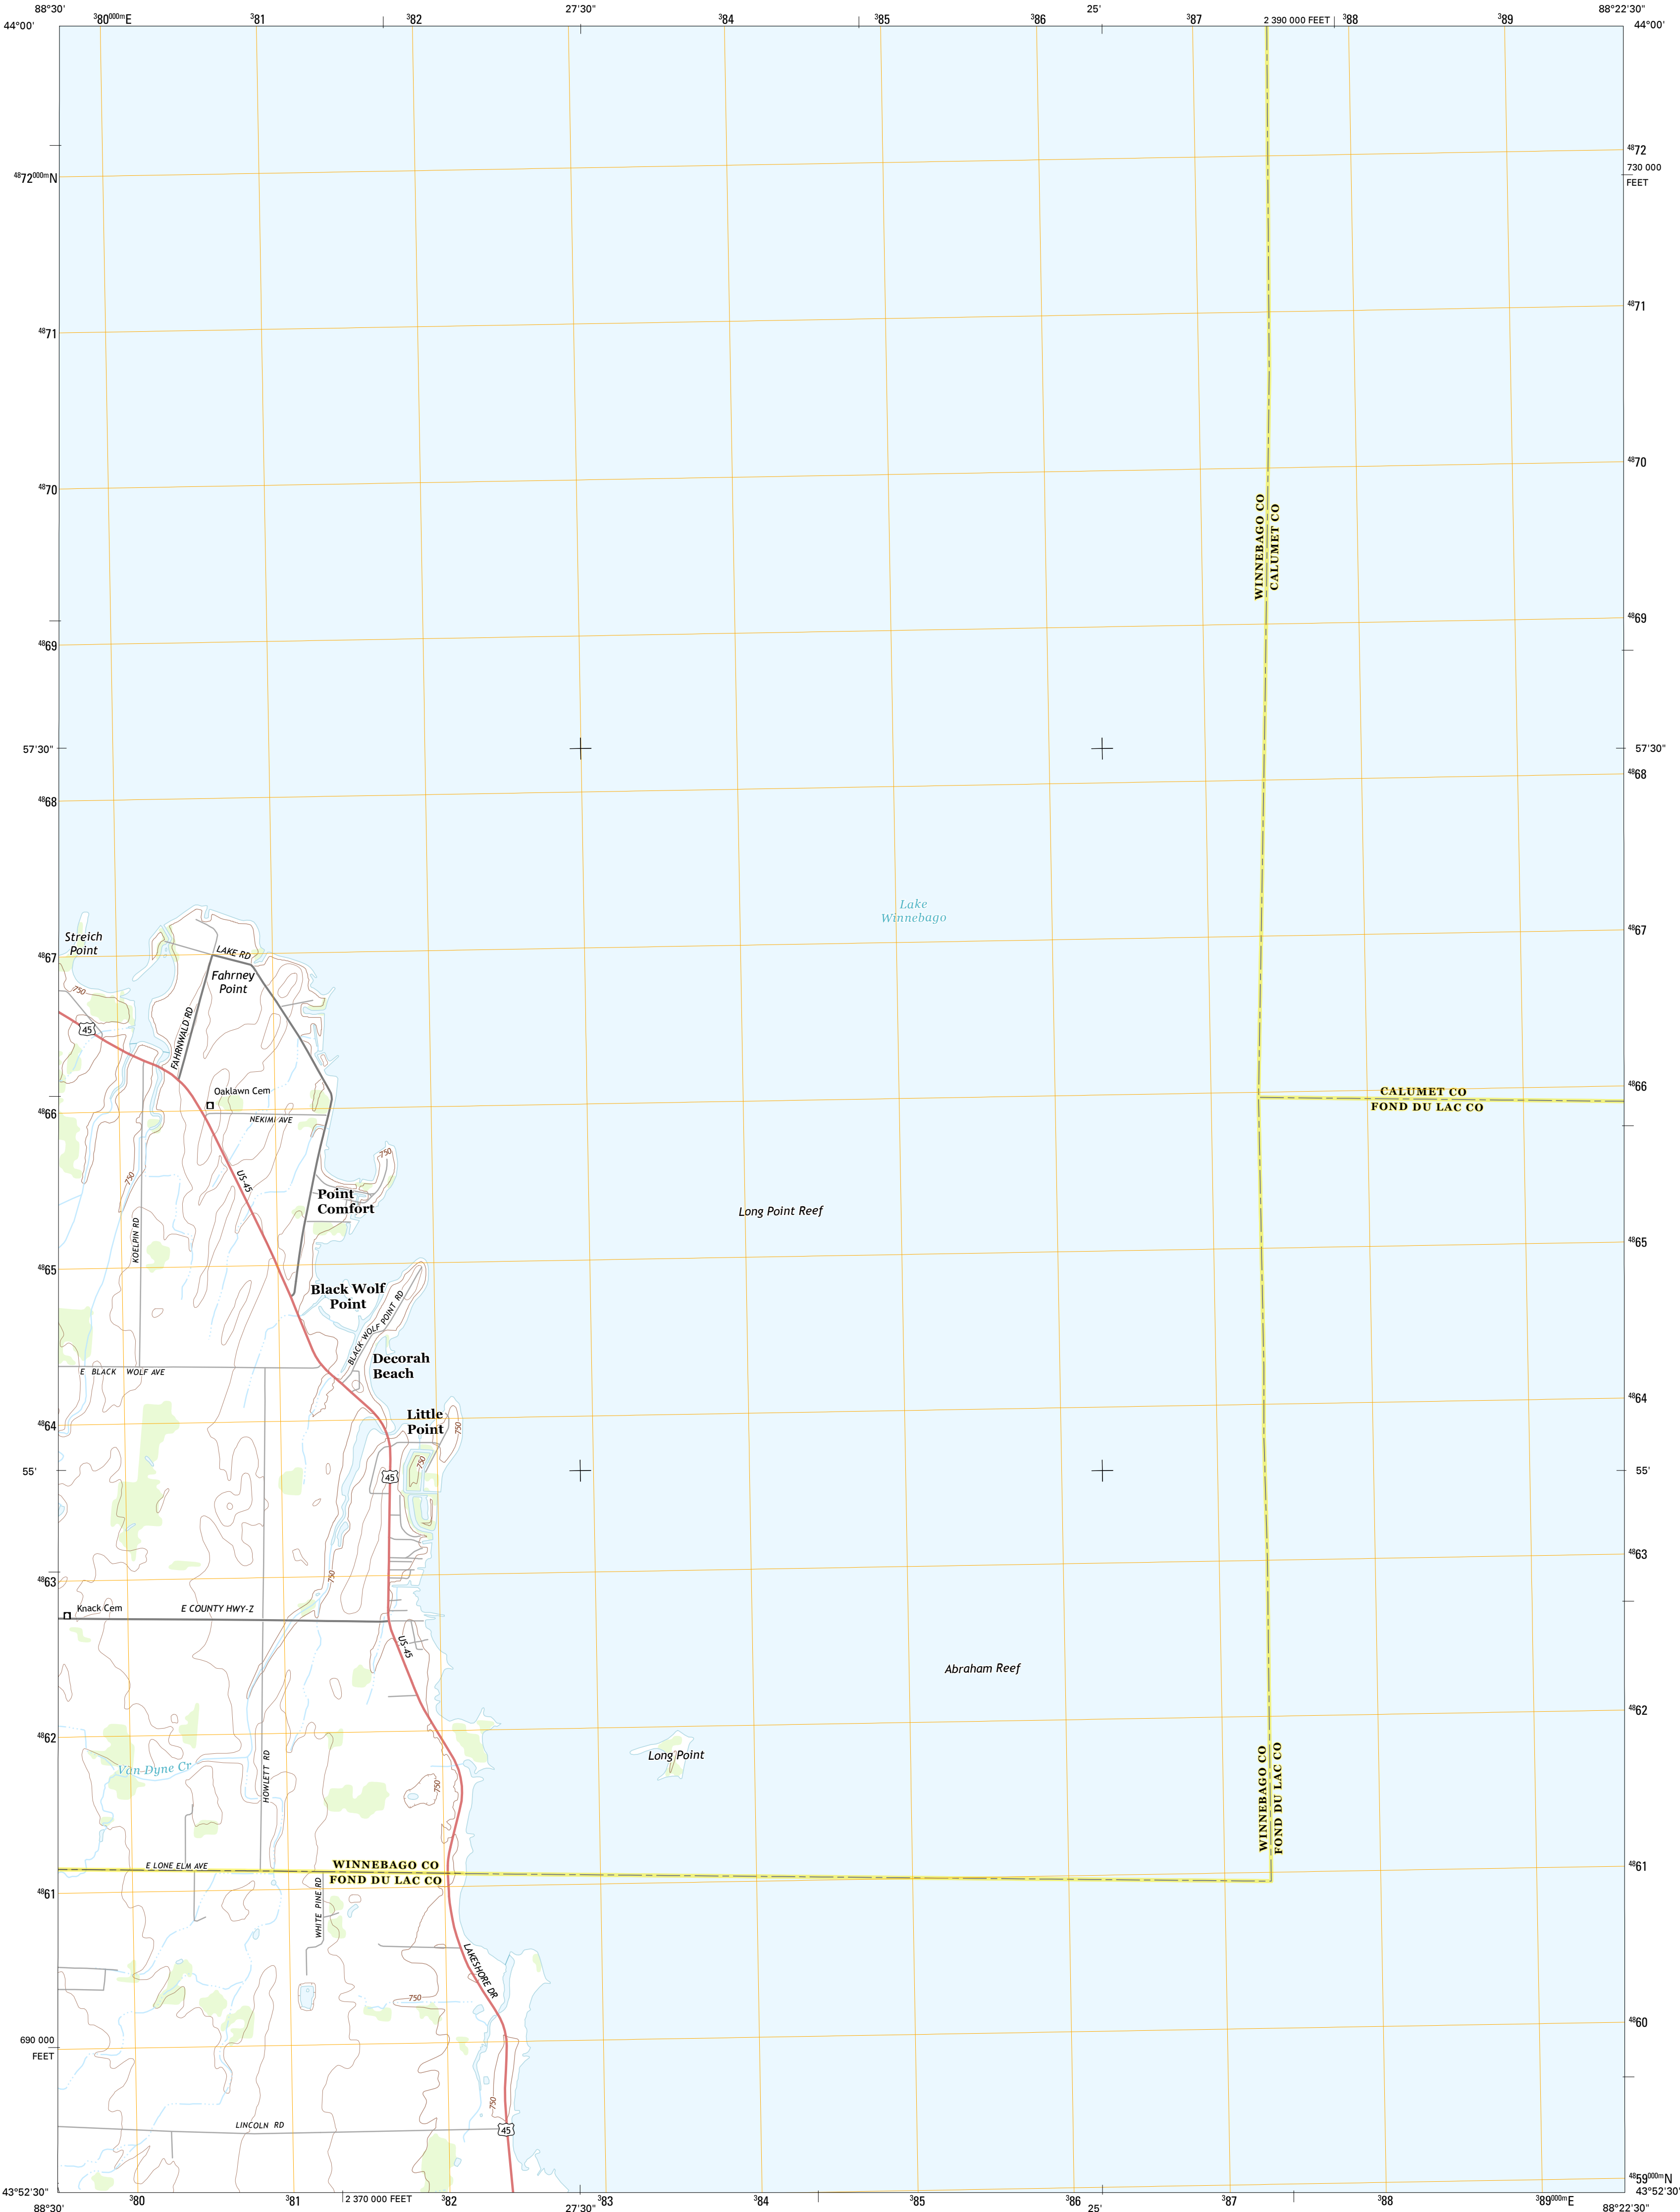 88°30' ³80⁰⁰⁰ᵐE ³81 ³82 27'30" ³84 ³85 ³86 25' ³87 2 390 000 FEET ³88 ³89 88°22'30"
44°00' 44°00'
⁴⁸72
730 000
FEET
⁴⁸72⁰⁰⁰ᵐN
⁴⁸71
⁴⁸71
⁴⁸70
⁴⁸70
WINNEBAGO CO
CALUMET CO
⁴⁸69
⁴⁸69
57'30" 57'30"
⁴⁸68
⁴⁸68
Lake
Winnebago
Streich
Point
⁴⁸67
⁴⁸67
LAKE RD
Fahrney
Point
750
45
FAHRNWALD RD
Oaklawn Cem
⁴⁸66
⁴⁸66
CALUMET CO
FOND DU LAC CO
NEKIMI AVE
750
750
US-45
Point
Comfort
Long Point Reef
KOELPIN RD
⁴⁸65
⁴⁸65
Black Wolf
Point
BLACK WOLF POINT RD
Decorah
Beach
E BLACK WOLF AVE
⁴⁸64
⁴⁸64
Little
Point
750
750
55' 55'
45
⁴⁸63
⁴⁸63
750
Knack Cem
E COUNTY HWY-Z
US-45
Abraham Reef
⁴⁸62
⁴⁸62
Long Point
Van Dyne Cr
HOWLETT RD
750
WINNEBAGO CO
FOND DU LAC CO
E LONE ELM AVE
WINNEBAGO CO
FOND DU LAC CO
⁴⁸61
⁴⁸61
WHITE PINE RD
LAKESHORE DR
750
⁴⁸60
690 000
FEET
750
LINCOLN RD
45
⁴⁸59⁰⁰⁰ᵐN
43°52'30" 43°52'30"
88°30' ³80 ³81 2 370 000 FEET ³82 27'30" ³83 ³84 ³85 ³86 25' ³87 ³88 ³89⁰⁰⁰ᵐE 88°22'30"